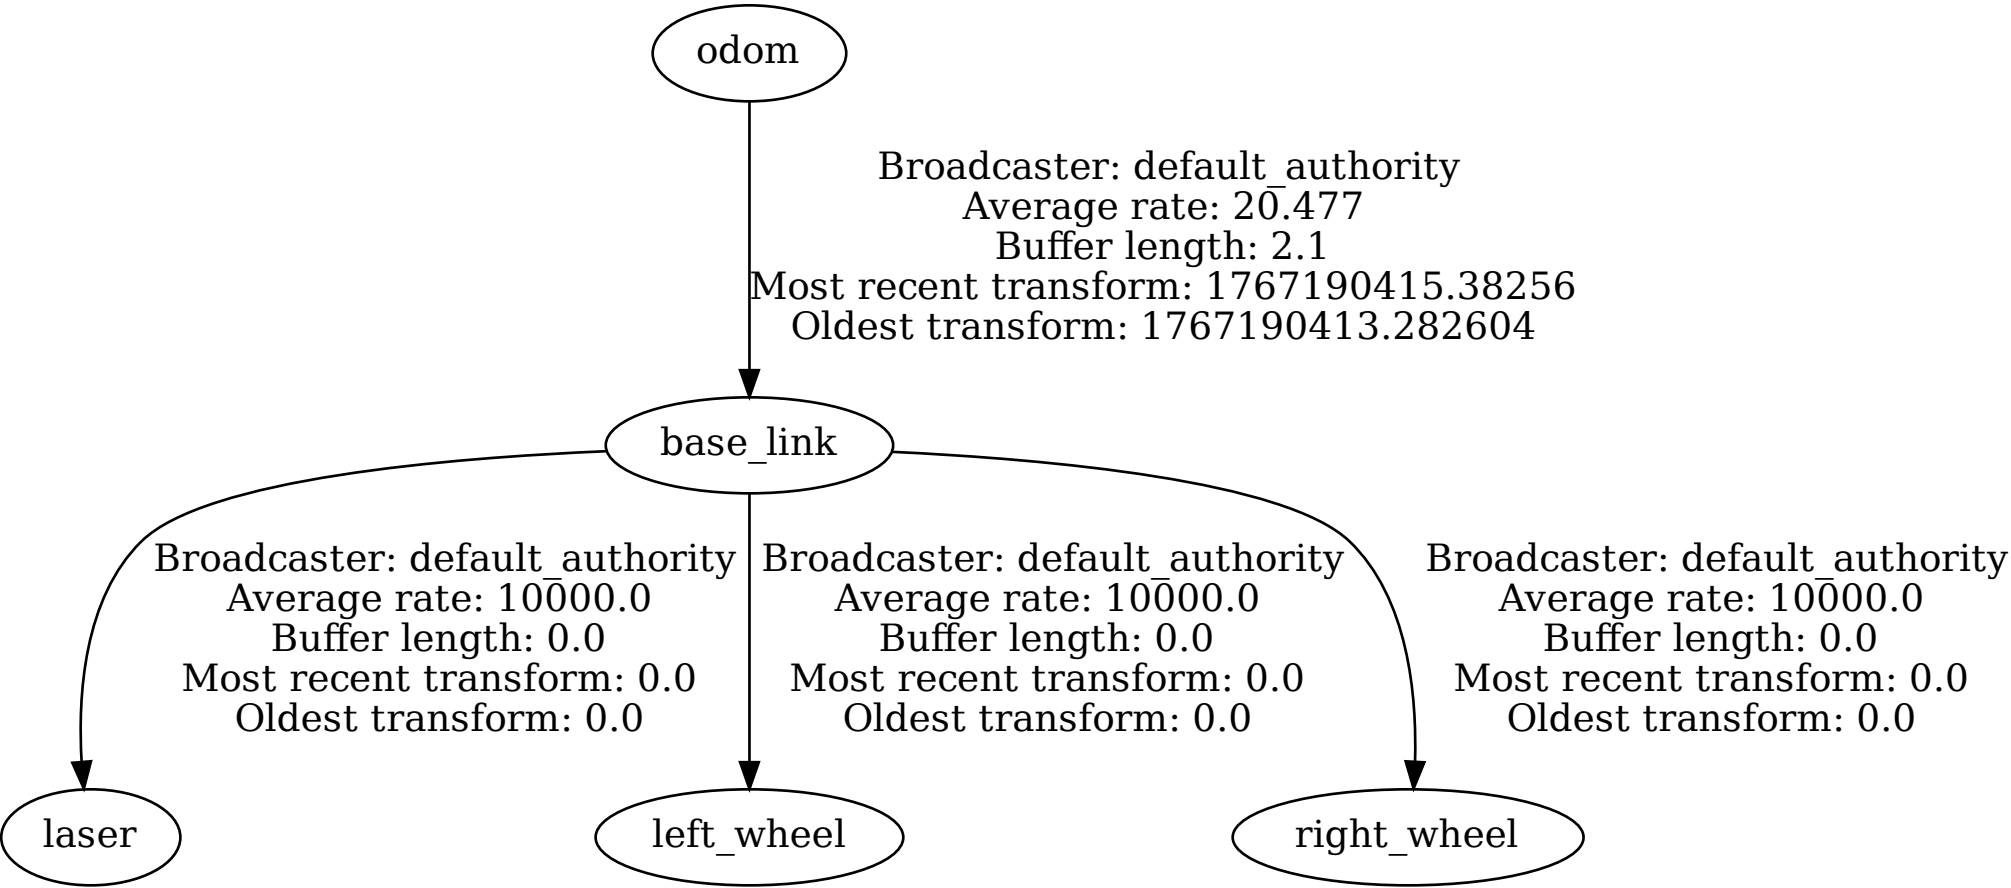 odom
Broadcaster: default_authority
Average rate: 20.477
Buffer length: 2.1
Most recent transform: 1767190415.38256
Oldest transform: 1767190413.282604
base_link
Broadcaster: default_authority
Average rate: 10000.0
Buffer length: 0.0
Most recent transform: 0.0
Oldest transform: 0.0
Broadcaster: default_authority
Average rate: 10000.0
Buffer length: 0.0
Most recent transform: 0.0
Oldest transform: 0.0
Broadcaster: default_authority
Average rate: 10000.0
Buffer length: 0.0
Most recent transform: 0.0
Oldest transform: 0.0
laser
left_wheel
right_wheel